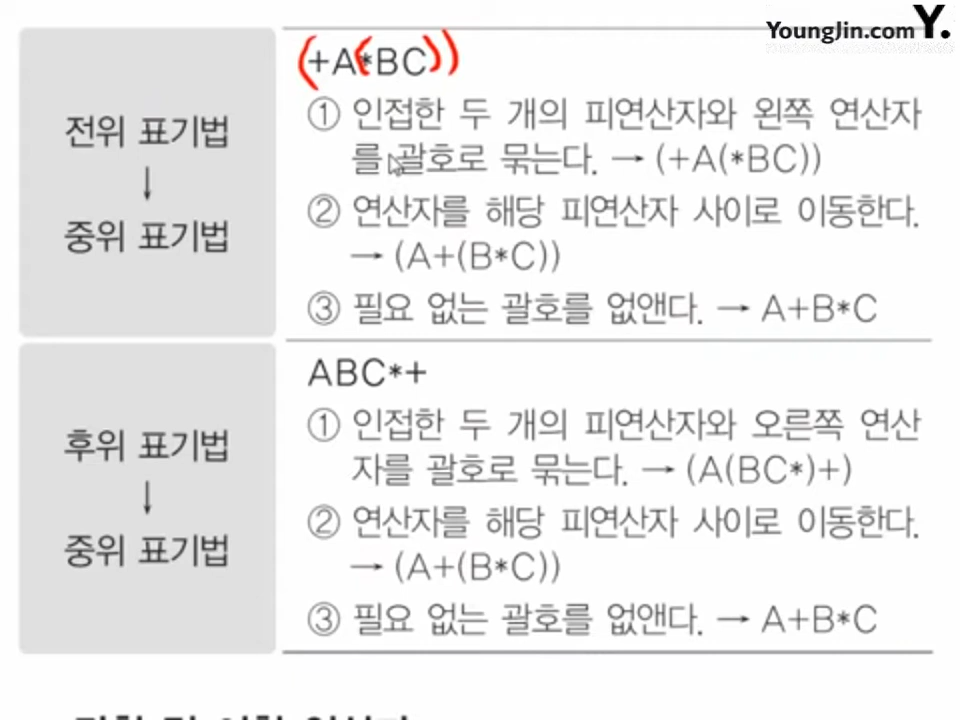 YoungJin.com Y.
(+A(*BC))
① 인접한 두 개의 피연산자와 왼쪽 연산자
를 괄호로 묶는다. → (+A(*BC))
전위 표기법
↓
중위 표기법
② 연산자를 해당 피연산자 사이로 이동한다.
→ (A+(B*C))
③ 필요 없는 괄호를 없앤다. → A+B*C
ABC*+
① 인접한 두 개의 피연산자와 오른쪽 연산
자를 괄호로 묶는다. → (A(BC*)+)
후위 표기법
↓
중위 표기법
② 연산자를 해당 피연산자 사이로 이동한다.
→ (A+(B*C))
③ 필요 없는 괄호를 없앤다. → A+B*C